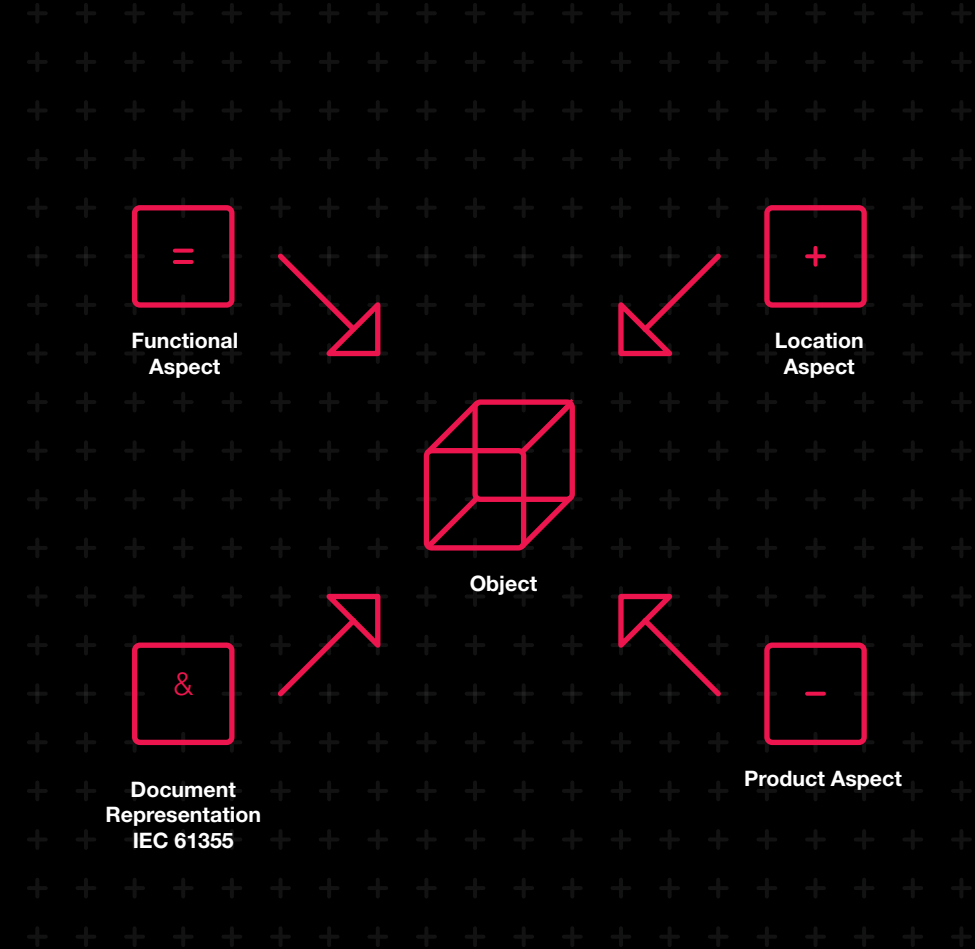 =
+
Functional
Aspect
Location
Aspect
Object
&
–
Document
Representation
IEC 61355
Product Aspect